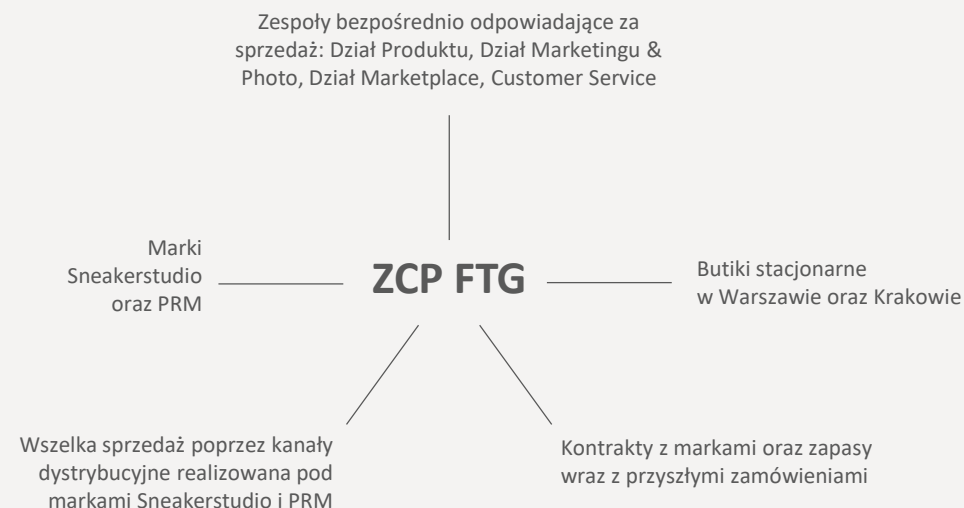 Zespoły bezpośrednio odpowiadające za
sprzedaż: Dział Produktu, Dział Marketingu &
Photo, Dział Marketplace, Customer Service
Marki
Sneakerstudio
oraz PRM
ZCP FTG
Butiki stacjonarne
w Warszawie oraz Krakowie
Wszelka sprzedaż poprzez kanały
dystrybucyjne realizowana pod
markami Sneakerstudio i PRM
Kontrakty z markami oraz zapasy
wraz z przyszłymi zamówieniami